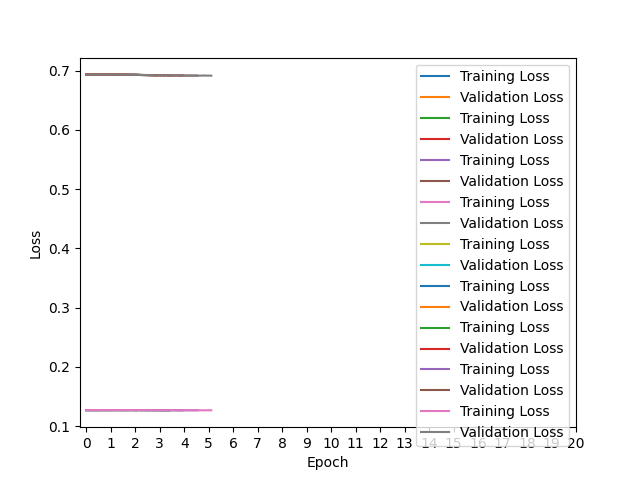 0.7
0.6
0.5
0.4
0.3
0.2
0.1
Loss
Training Loss
Validation Loss
Training Loss
Validation Loss
Training Loss
Validation Loss
Training Loss
Validation Loss
Training Loss
Validation Loss
Training Loss
Validation Loss
Training Loss
Validation Loss
Training Loss
Validation Loss
Training Loss
Validation Loss
0 1 2 3 4 5 6 7 8 9 10 11 12 13 14 15 16 17 18 19 20
Epoch